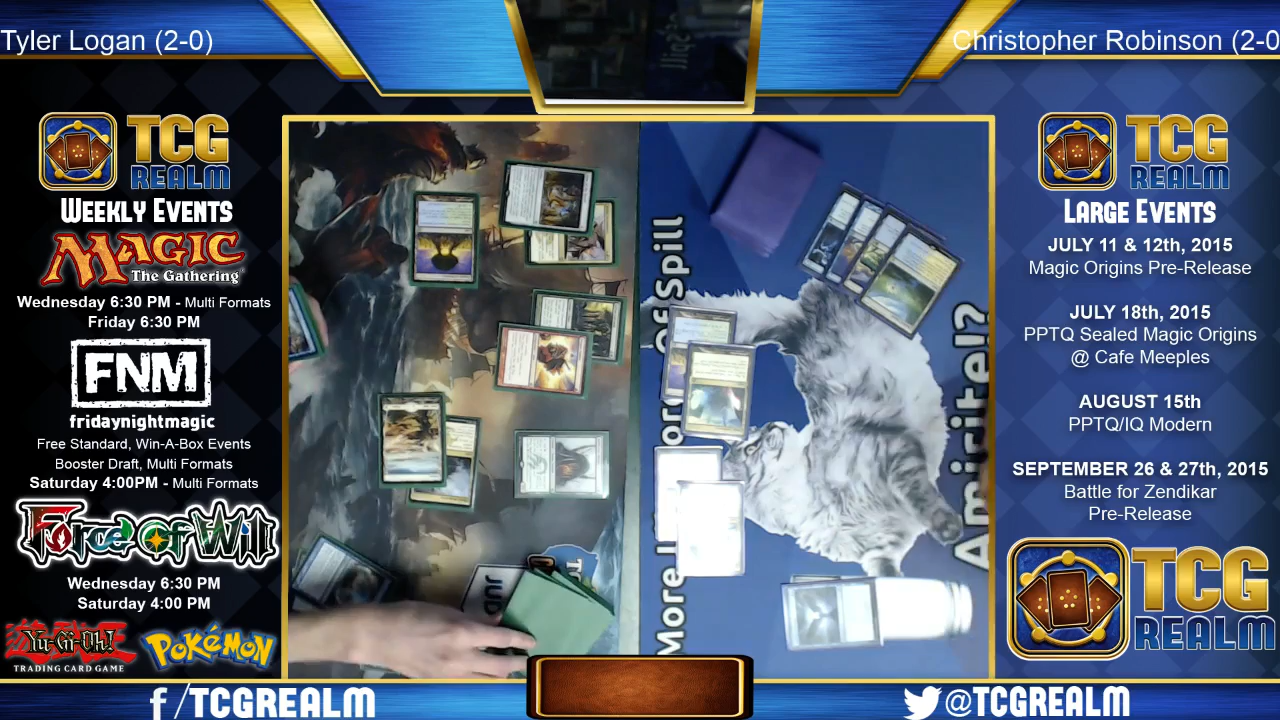 Tyler Logan (2-0)
Christopher Robinson (2-0
TCG
REALM
WEEKLY EVENTS
MAGIC
The Gathering
Wednesday 6:30 PM - Multi Formats
Friday 6:30 PM
FNM
fridaynightmagic
Free Standard, Win-A-Box Events
Booster Draft, Multi Formats
Saturday 4:00PM - Multi Formats
Force of Will
Wednesday 6:30 PM
Saturday 4:00 PM
Yu-Gi-Oh!
TRADING CARD GAME
POKéMON
of Spill
More
Amicite!?
JUD
TCG
REALM
LARGE EVENTS
JULY 11 & 12th, 2015
Magic Origins Pre-Release
JULY 18th, 2015
PPTQ Sealed Magic Origins
@ Cafe Meeples
AUGUST 15th
PPTQ/IQ Modern
SEPTEMBER 26 & 27th, 2015
Battle for Zendikar
Pre-Release
TCG
REALM
f /TCGREALM
@TCGREALM